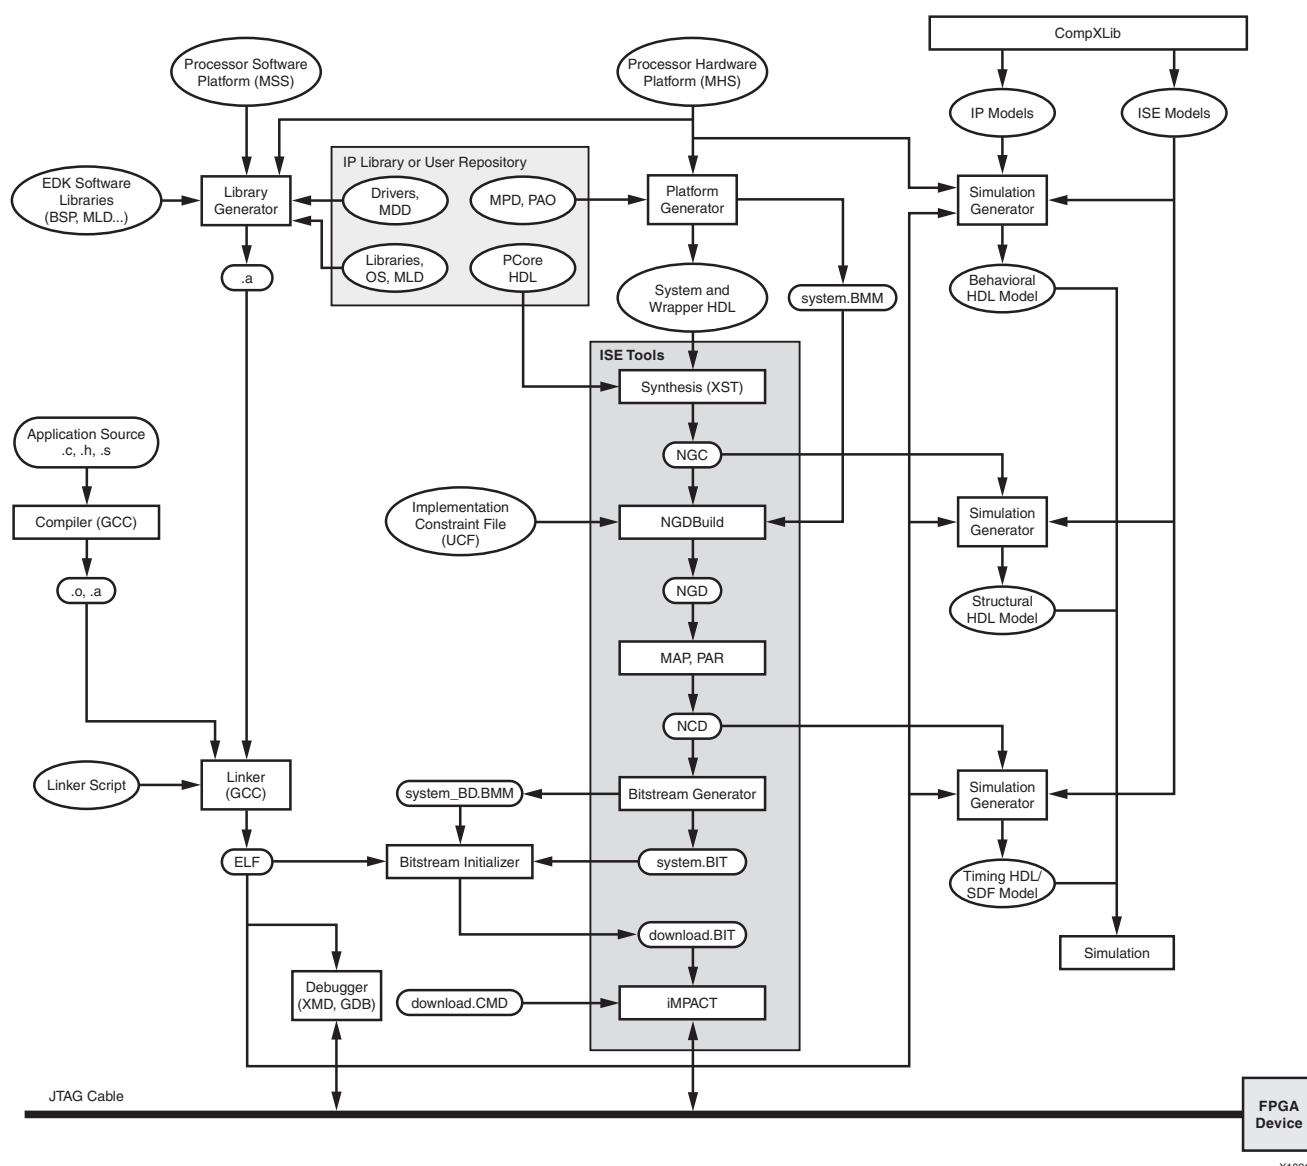 CompXLib
Processor Software
Platform (MSS)
Processor Hardware
Platform (MHS)
IP Models
ISE Models
IP Library or User Repository
EDK Software
Libraries
(BSP, MLD...)
Library
Generator
Drivers,
MDD
MPD, PAO
Platform
Generator
Simulation
Generator
.a
Libraries,
OS, MLD
PCore
HDL
System and
Wrapper HDL
system.BMM
Behavioral
HDL Model
ISE Tools
Synthesis (XST)
Application Source
.c, .h, .s
NGC
Compiler (GCC)
Implementation
Constraint File
(UCF)
NGDBuild
Simulation
Generator
.o, .a
NGD
Structural
HDL Model
MAP, PAR
NCD
Linker Script
Linker
(GCC)
system_BD.BMM
Bitstream Generator
Simulation
Generator
ELF
Bitstream Initializer
system.BIT
Timing HDL/
SDF Model
download.BIT
Simulation
Debugger
(XMD, GDB)
download.CMD
iMPACT
JTAG Cable
FPGA
Device